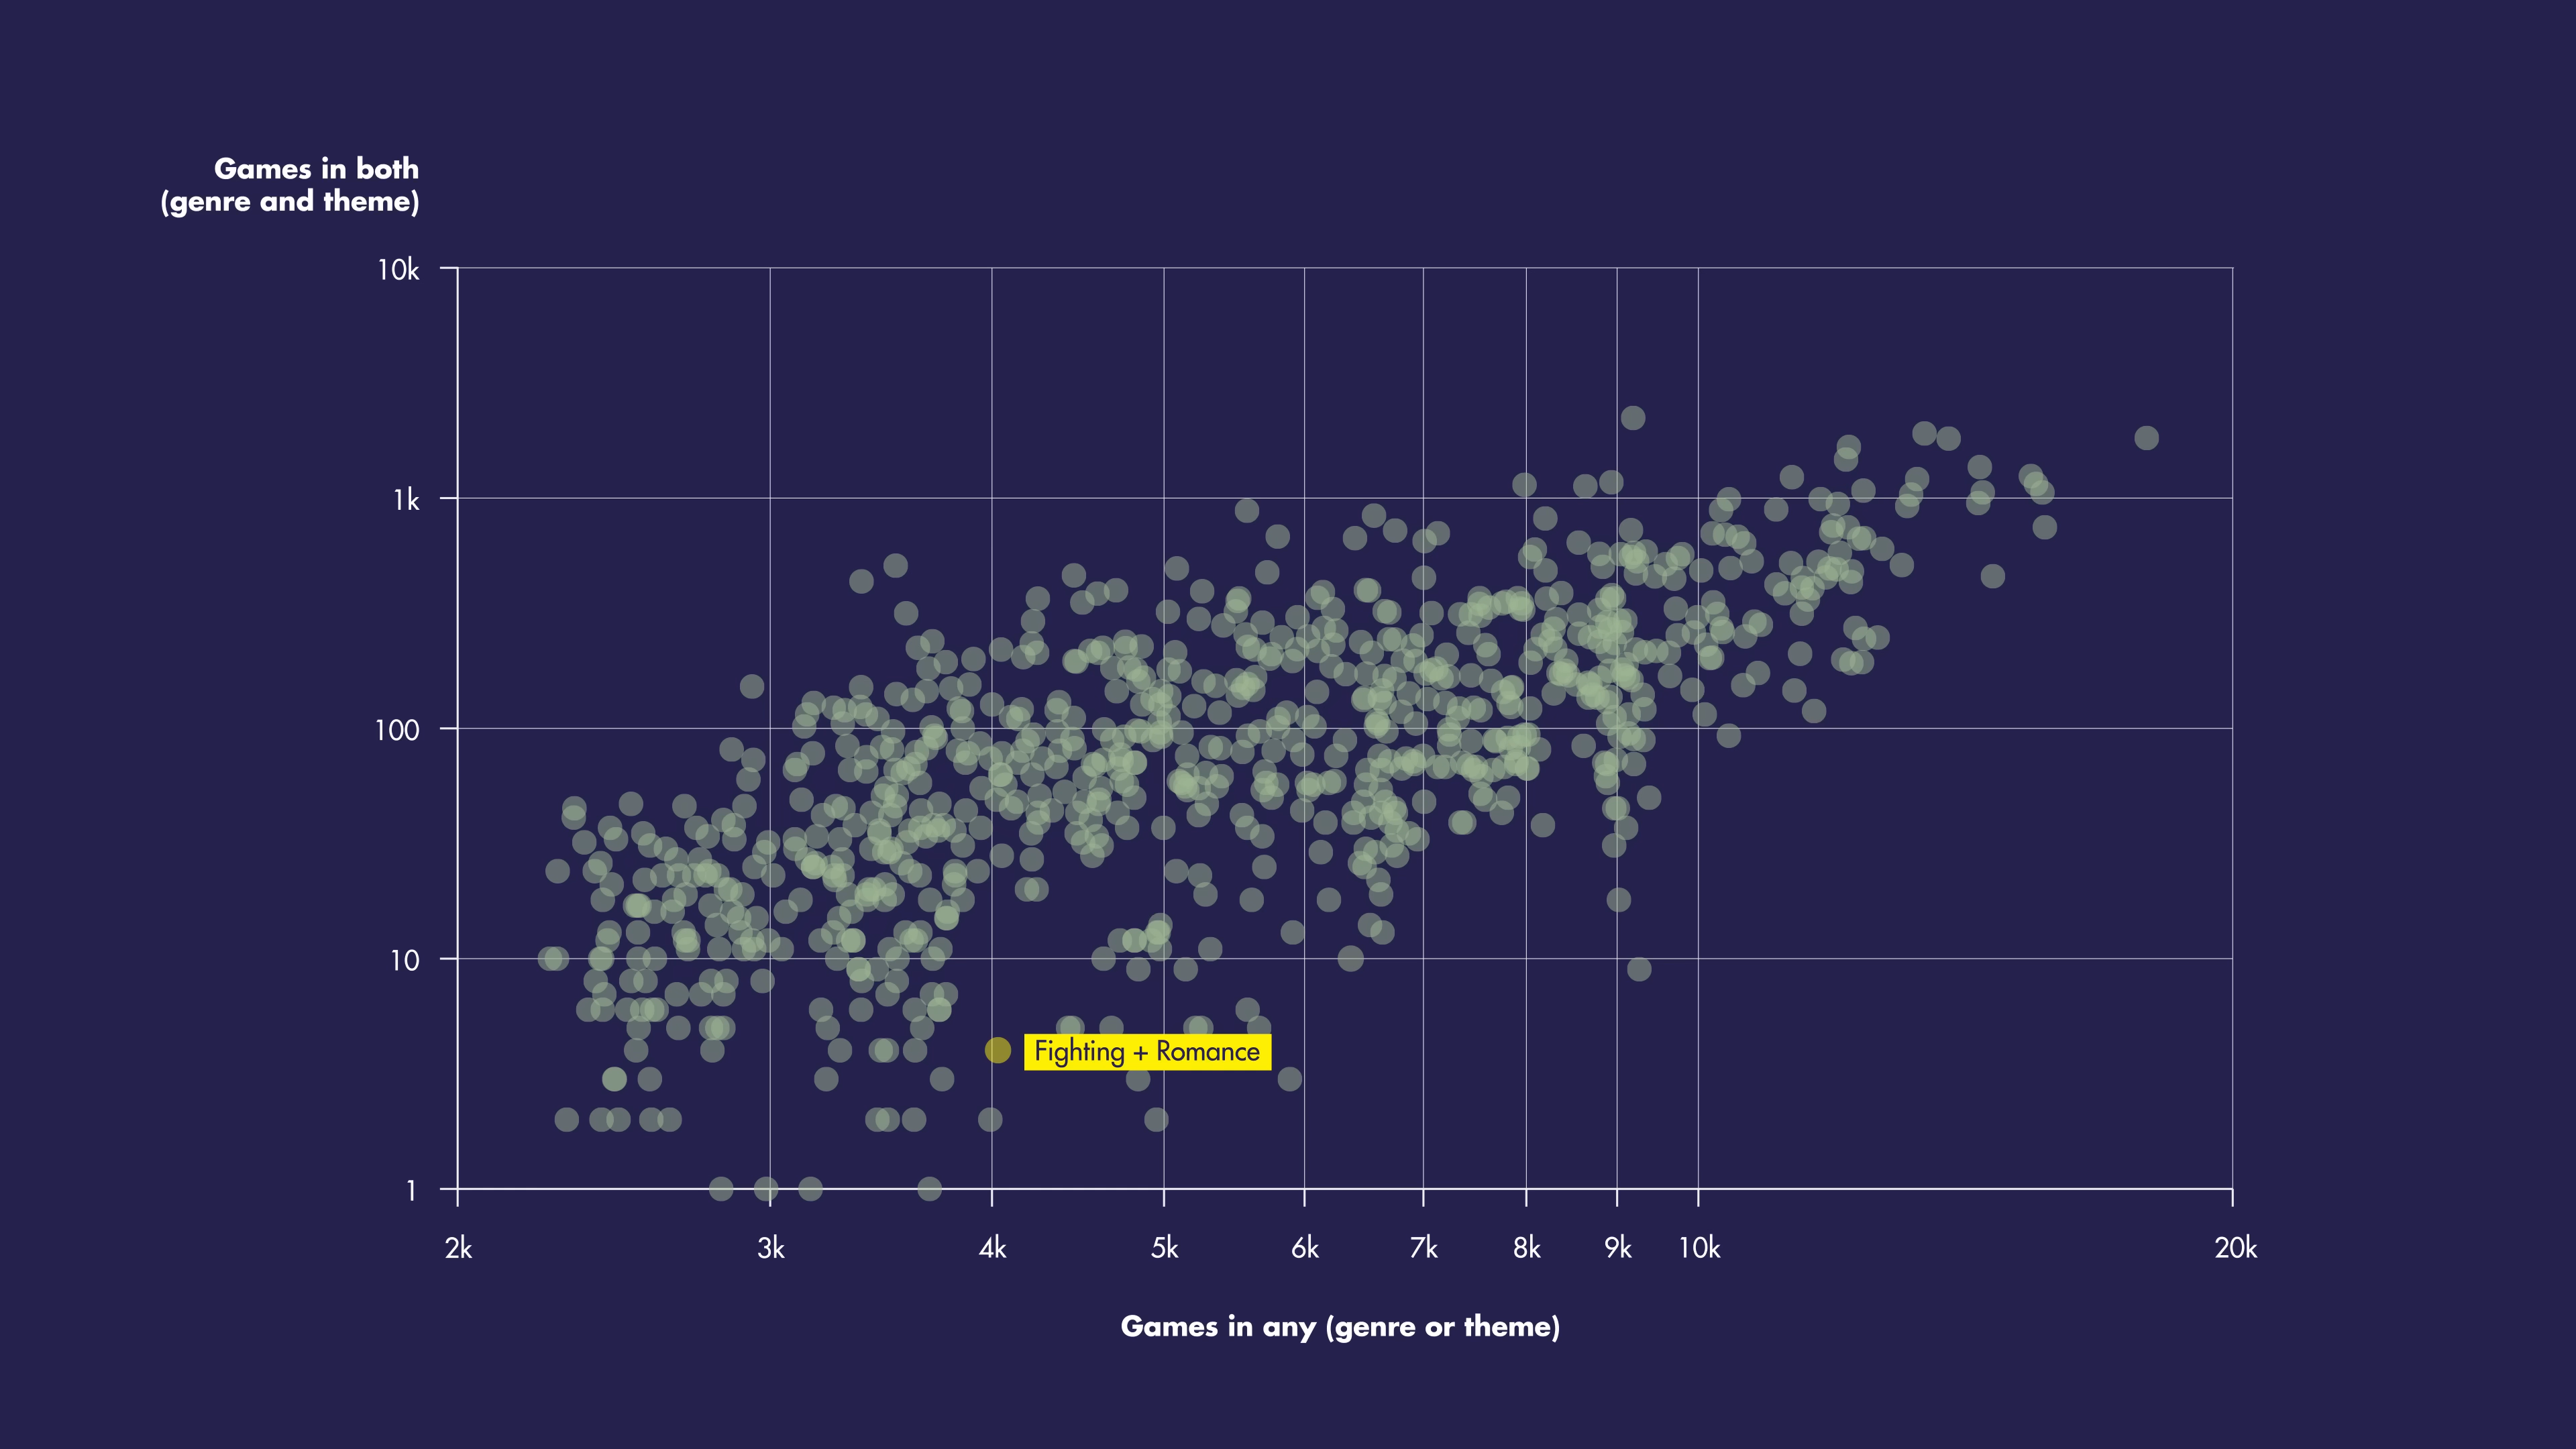 Games in both
(genre and theme)
10k
1k
100
10
1
Fighting + Romance
2k 3k 4k 5k 6k 7k 8k 9k 10k 20k
Games in any (genre or theme)